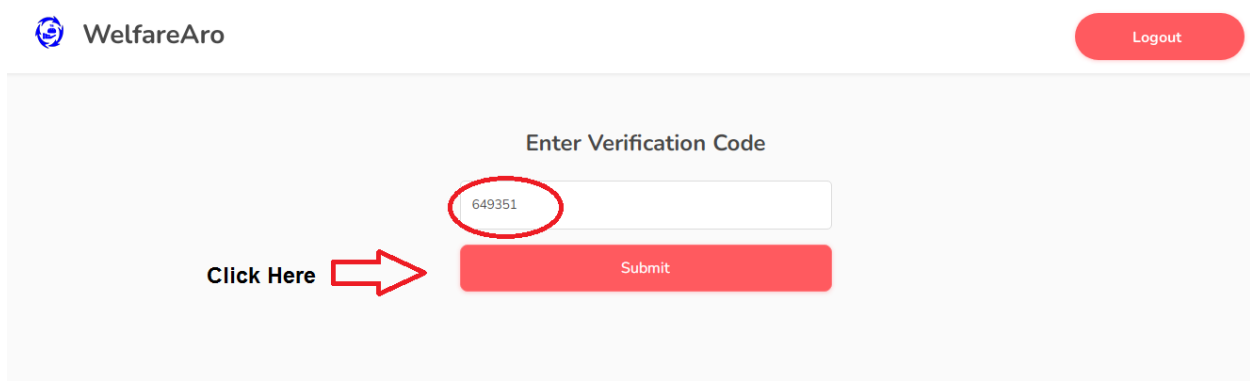 WelfareAro
Logout
Enter Verification Code
649351
Submit
Click Here